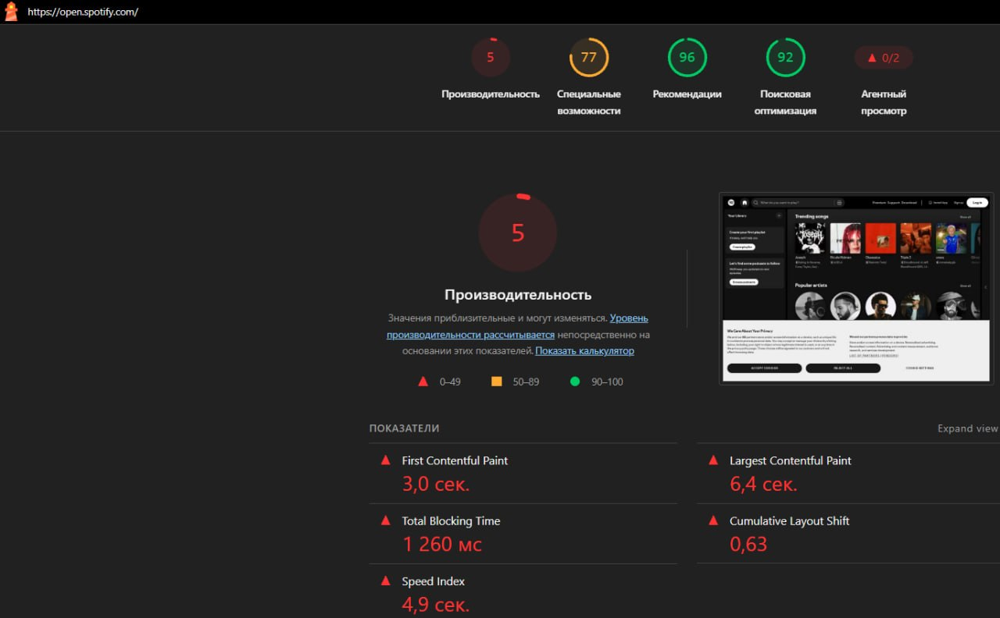 https://open.spotify.com/
5
77
96
92
0/2
Производительность
Специальные
возможности
Рекомендации
Поисковая
оптимизация
Агентный
просмотр
5
Производительность
Значения приблизительные и могут изменяться. Уровень
производительности рассчитывается непосредственно на
основании этих показателей. Показать калькулятор
0–49
50–89
90–100
What do you want to play?
Premium Support Download
Install App
Sign up
Log in
Your Library
Create your first playlist
Create playlist
Let's find some podcasts to follow
Browse podcasts
Trending songs
Show all
Popular artists
Show all
We Care About Your Privacy
ACCEPT COOKIES
REJECT ALL
COOKIE SETTINGS
ПОКАЗАТЕЛИ
Expand view
First Contentful Paint
3,0 сек.
Largest Contentful Paint
6,4 сек.
Total Blocking Time
1 260 мс
Cumulative Layout Shift
0,63
Speed Index
4,9 сек.